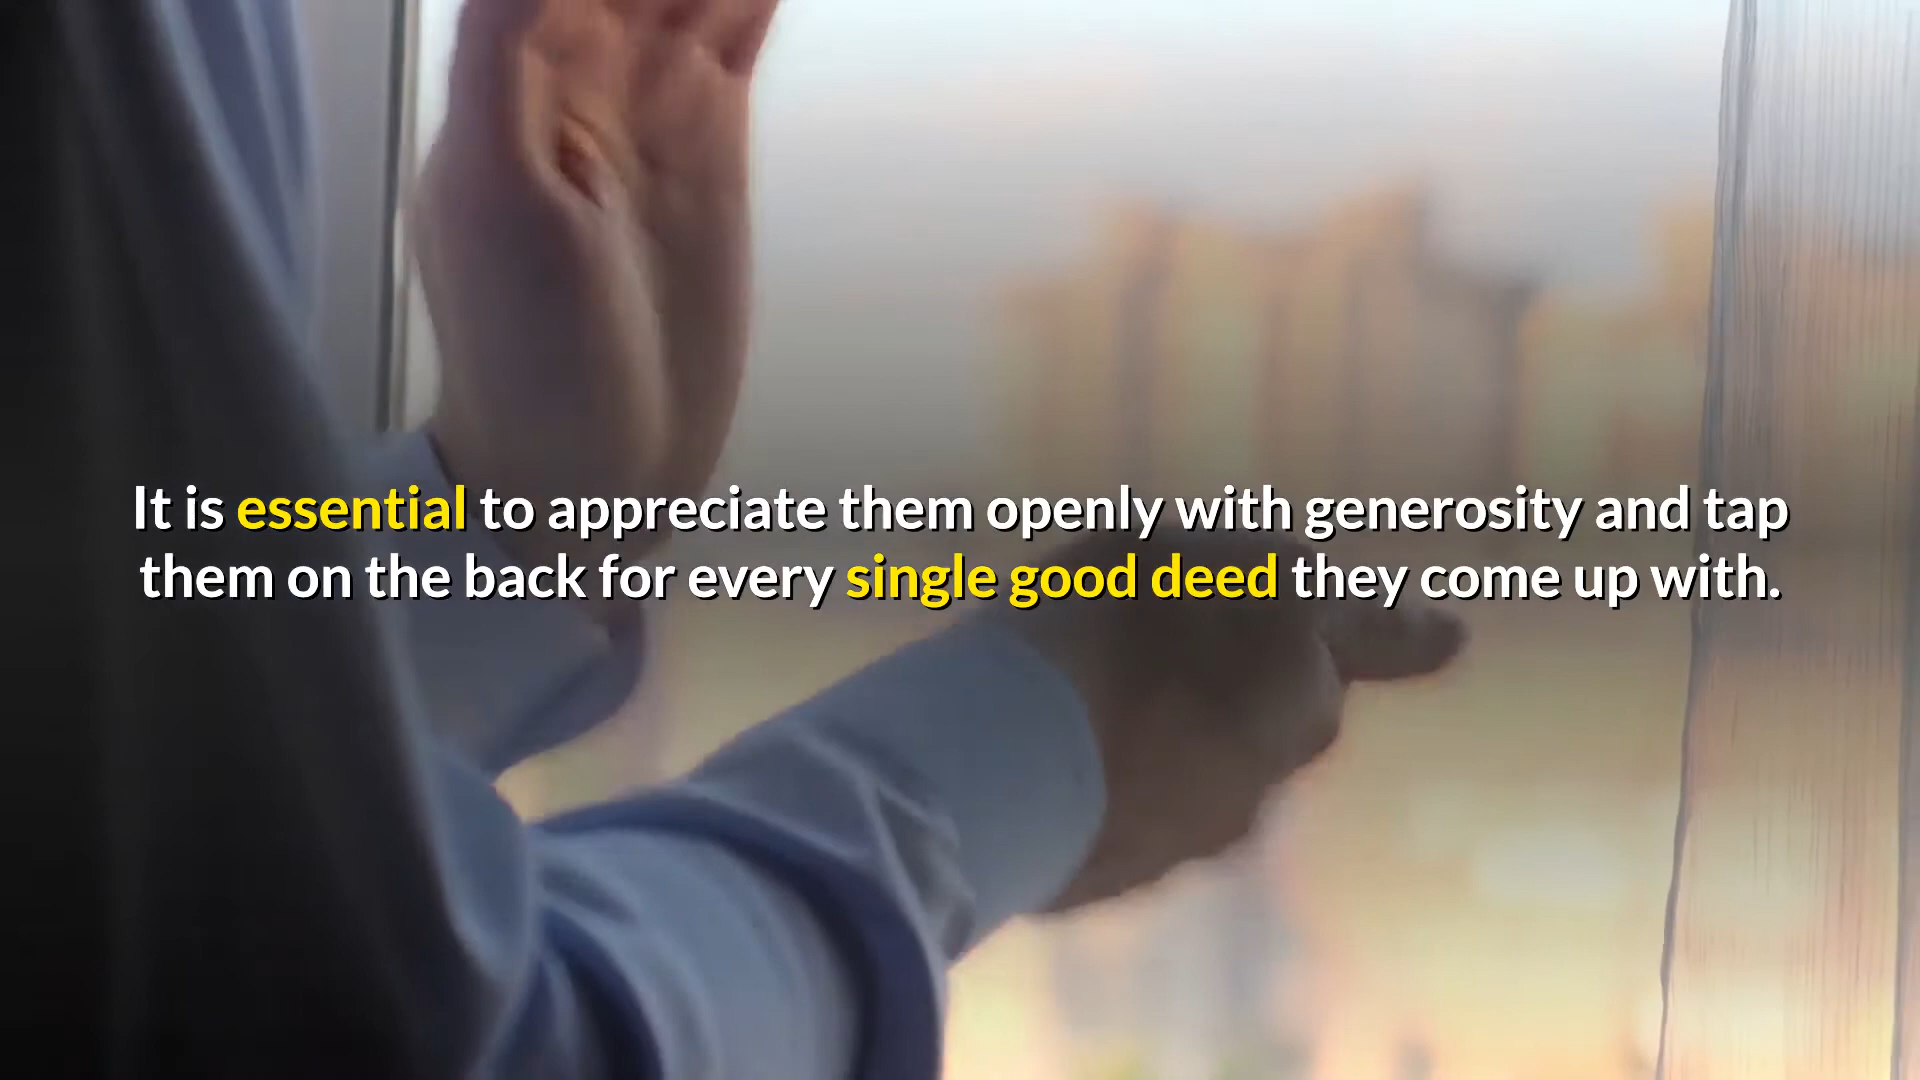 It is essential to appreciate them openly with generosity and tap
them on the back for every single good deed they come up with.